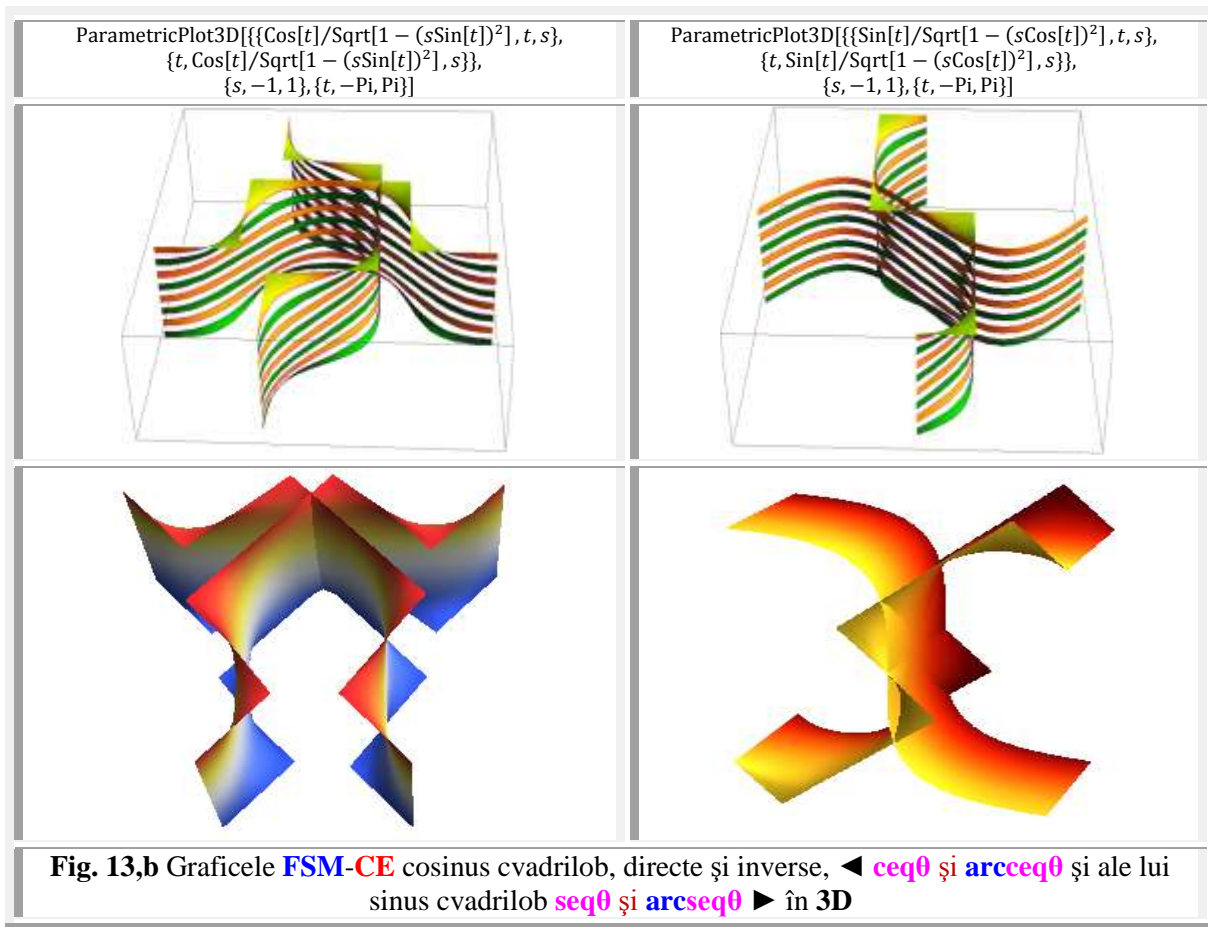 ParametricPlot3D[{{Cos[t]/Sqrt[1 − (sSin[t])²], t, s},
{t, Cos[t]/Sqrt[1 − (sSin[t])²], s}},
{s, −1, 1}, {t, −Pi, Pi}]
ParametricPlot3D[{{Sin[t]/Sqrt[1 − (sCos[t])²], t, s},
{t, Sin[t]/Sqrt[1 − (sCos[t])²], s}},
{s, −1, 1}, {t, −Pi, Pi}]
Fig. 13,b Graficele FSM-CE cosinus cvadrilob, directe şi inverse, ◄ ceqθ şi arcceqθ şi ale lui
sinus cvadrilob seqθ şi arcseqθ ► în 3D